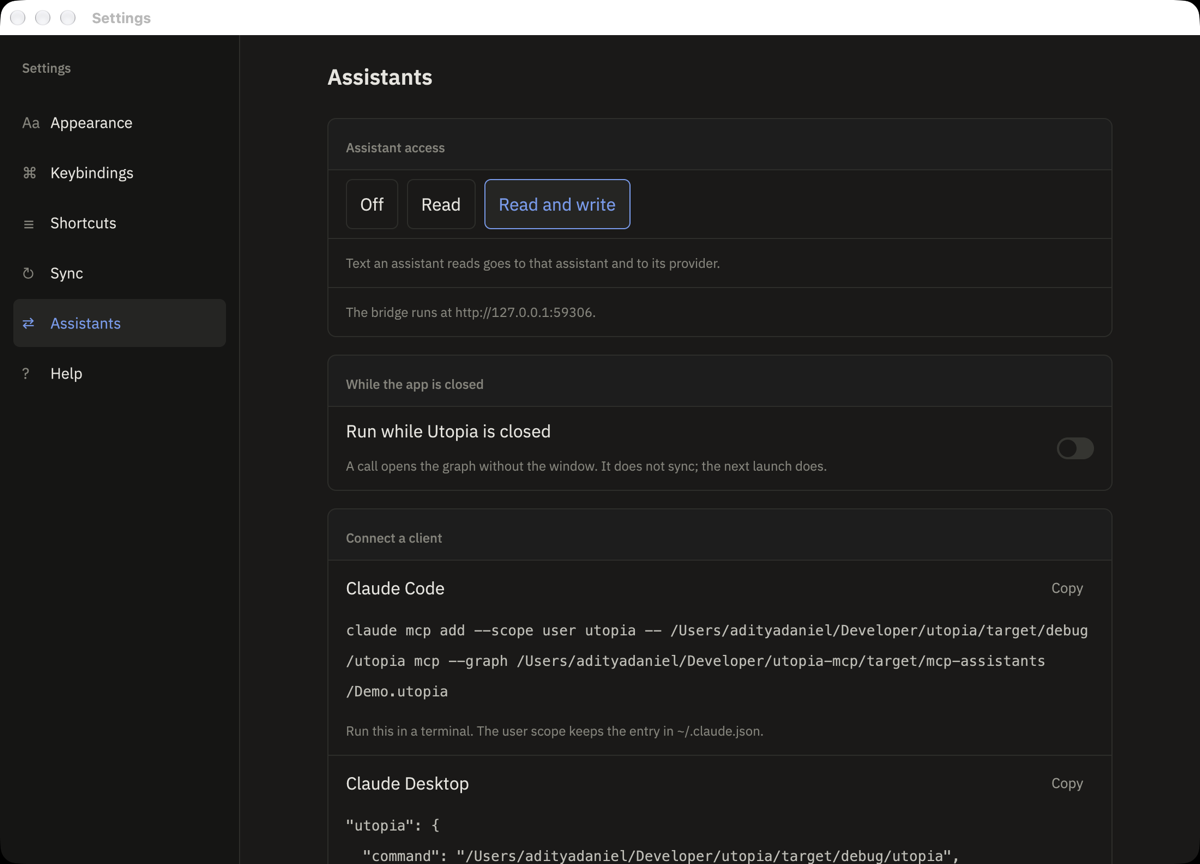 Settings
Settings
Aa Appearance
⌘ Keybindings
≡ Shortcuts
↻ Sync
⇄ Assistants
? Help
Assistants
Assistant access
Off Read Read and write
Text an assistant reads goes to that assistant and to its provider.
The bridge runs at http://127.0.0.1:59306.
While the app is closed
Run while Utopia is closed
A call opens the graph without the window. It does not sync; the next launch does.
Connect a client
Claude Code Copy
claude mcp add --scope user utopia -- /Users/adityadaniel/Developer/utopia/target/debug
/utopia mcp --graph /Users/adityadaniel/Developer/utopia-mcp/target/mcp-assistants
/Demo.utopia
Run this in a terminal. The user scope keeps the entry in ~/.claude.json.
Claude Desktop Copy
"utopia": {
"command": "/Users/adityadaniel/Developer/utopia/target/debug/utopia",